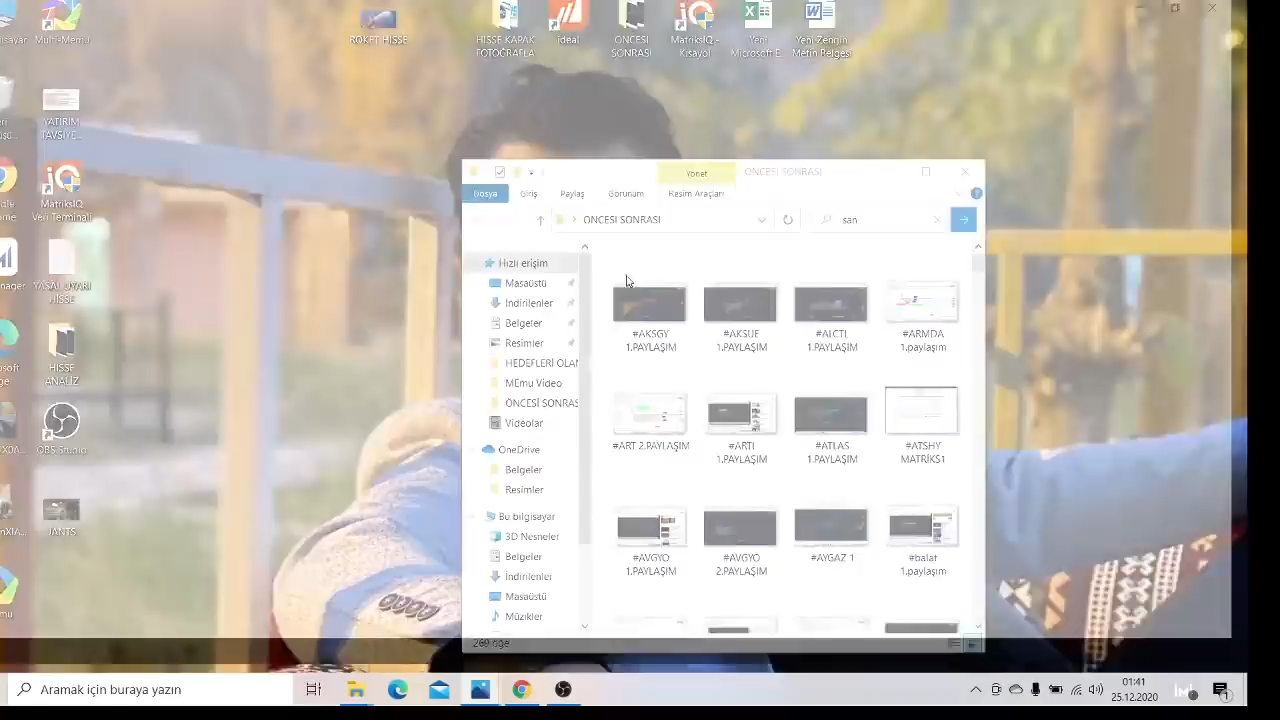 Multi-Memu
ROKET HİSSE
HİSSE KAPAK
FOTOĞRAFLA
ideal
ÖNCESİ
SONRASI
MatriksIQ -
Kısayol
Yeni
Microsoft E...
Yeni Zengin
Metin Belgesi
YATIRIM
TAVSİYE...
MatriksIQ
Veri Terminali
YASAL UYARI
HİSSE
HİSSE
ANALİZ
OBS Studio
JANTS
Yönet
ÖNCESİ SONRASI
Dosya
Giriş
Paylaş
Görünüm
Resim Araçları
ÖNCESİ SONRASI
san
Hızlı erişim
Masaüstü
İndirilenler
Belgeler
Resimler
HEDEFLERİ OLAN
MEmu Video
ÖNCESİ SONRAS
Videolar
OneDrive
Belgeler
Resimler
Bu bilgisayar
3D Nesneler
Belgeler
İndirilenler
Masaüstü
Müzikler
#AKSGY
1.PAYLAŞIM
#AKSUE
1.PAYLAŞIM
#ALCTL
1.PAYLAŞIM
#ARMDA
1.paylaşım
#ART 2.PAYLAŞIM
#ARTI
1.PAYLAŞIM
#ATLAS
1.PAYLAŞIM
#ATSHY
MATRİKS1
#AVGYO
1.PAYLAŞIM
#AVGYO
2.PAYLAŞIM
#AYGAZ 1
#balat
1.paylaşım
269 öğe
Aramak için buraya yazın
01:41
25.12.2020
1